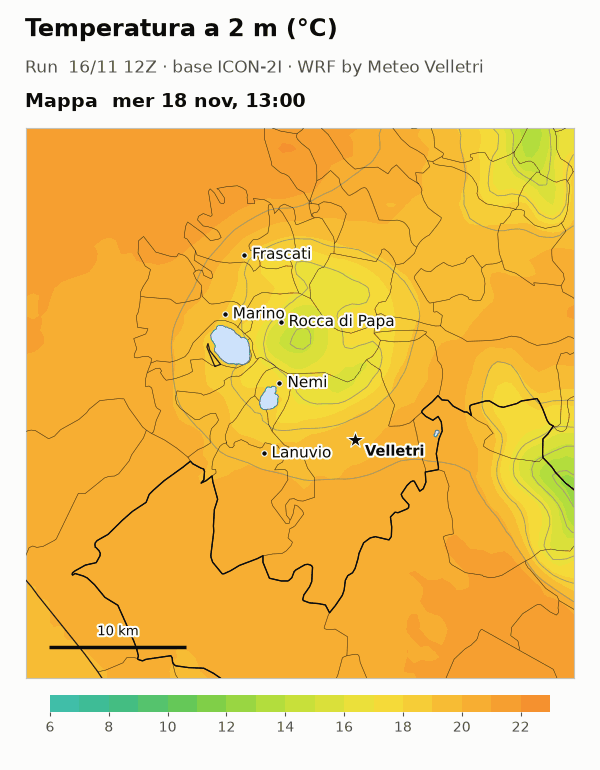 Temperatura a 2 m (°C)
Run  16/11 12Z · base ICON-2I · WRF by Meteo Velletri
Mappa  mer 18 nov, 13:00
Frascati
Marino
Rocca di Papa
Nemi
Velletri
Lanuvio
10 km
6 8 10 12 14 16 18 20 22